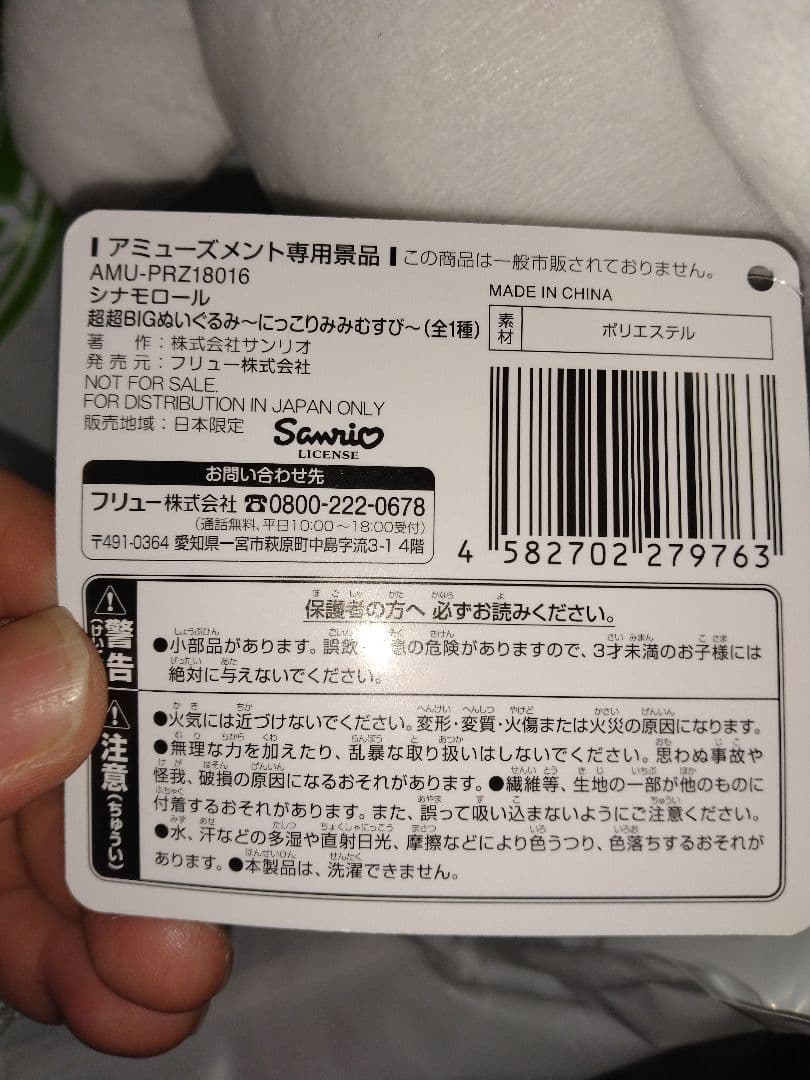 アミューズメント専用景品 この商品は一般市販されておりません。
AMU-PRZ18016
シナモロール
超超BIGぬいぐるみ〜にっこりみみむすび〜(全1種)
著 作:株式会社サンリオ
発売元:フリュー株式会社
NOT FOR SALE.
FOR DISTRIBUTION IN JAPAN ONLY
販売地域:日本限定
Sanrio
LICENSE
MADE IN CHINA
素材 ポリエステル
4 582702 279763
お問い合わせ先
フリュー株式会社 ☎0800-222-0678
(通話無料、平日10:00〜18:00受付)
〒491-0364 愛知県一宮市萩原町中島字流3-1 4階
警告(けいこく)
保護者の方へ 必ずお読みください。
●小部品があります。誤飲・窒息の危険がありますので、3才未満のお子様には
絶対に与えないでください。
注意(ちゅうい)
●火気には近づけないでください。変形・変質・火傷または火災の原因になります。
●無理な力を加えたり、乱暴な取り扱いはしないでください。思わぬ事故や
怪我、破損の原因になるおそれがあります。●繊維等、生地の一部が他のものに
付着するおそれがあります。また、誤って吸い込まないようにご注意ください。
●水、汗などの多湿や直射日光、摩擦などにより色うつり、色落ちするおそれが
あります。●本製品は、洗濯できません。